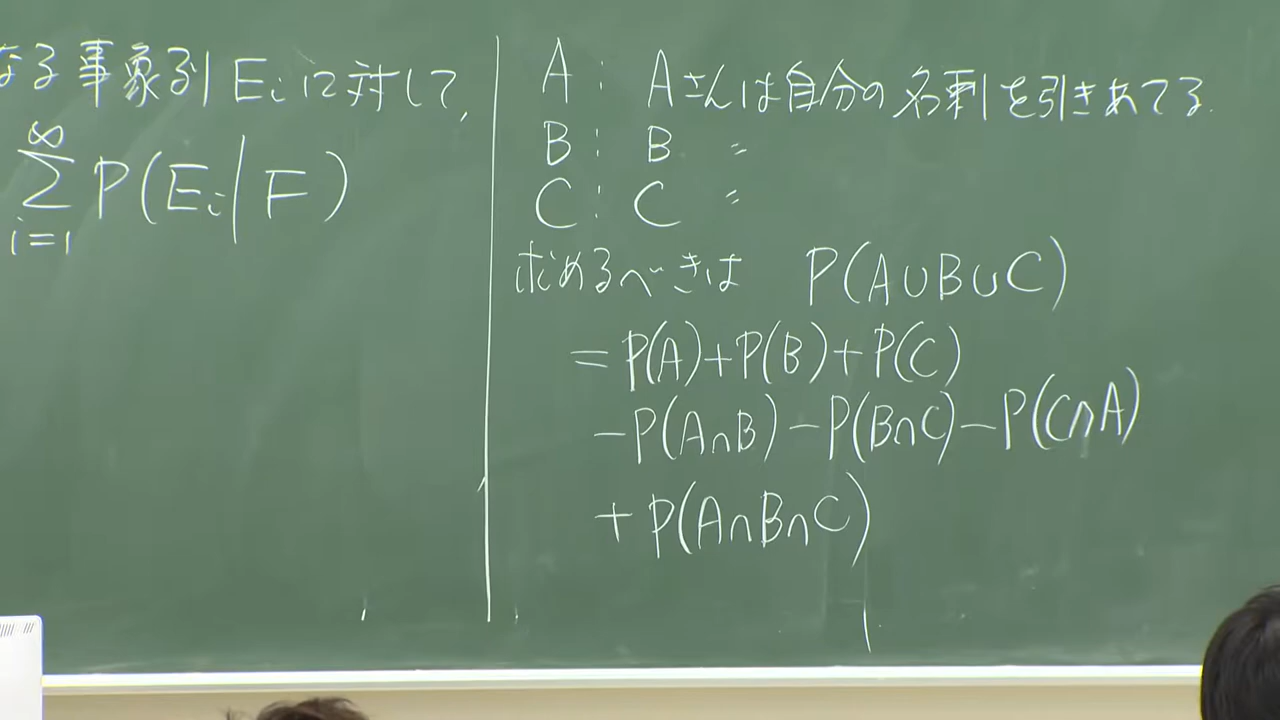 なる事象列 Eᵢ に対して,
∞
Σ P(Eᵢ|F)
i=1
A : Aさんは自分の名刺を引きあてる.
B : B 〃
C : C 〃
求めるべきは P(A∪B∪C)
= P(A)+P(B)+P(C)
−P(A∩B)−P(B∩C)−P(C∩A)
+P(A∩B∩C)